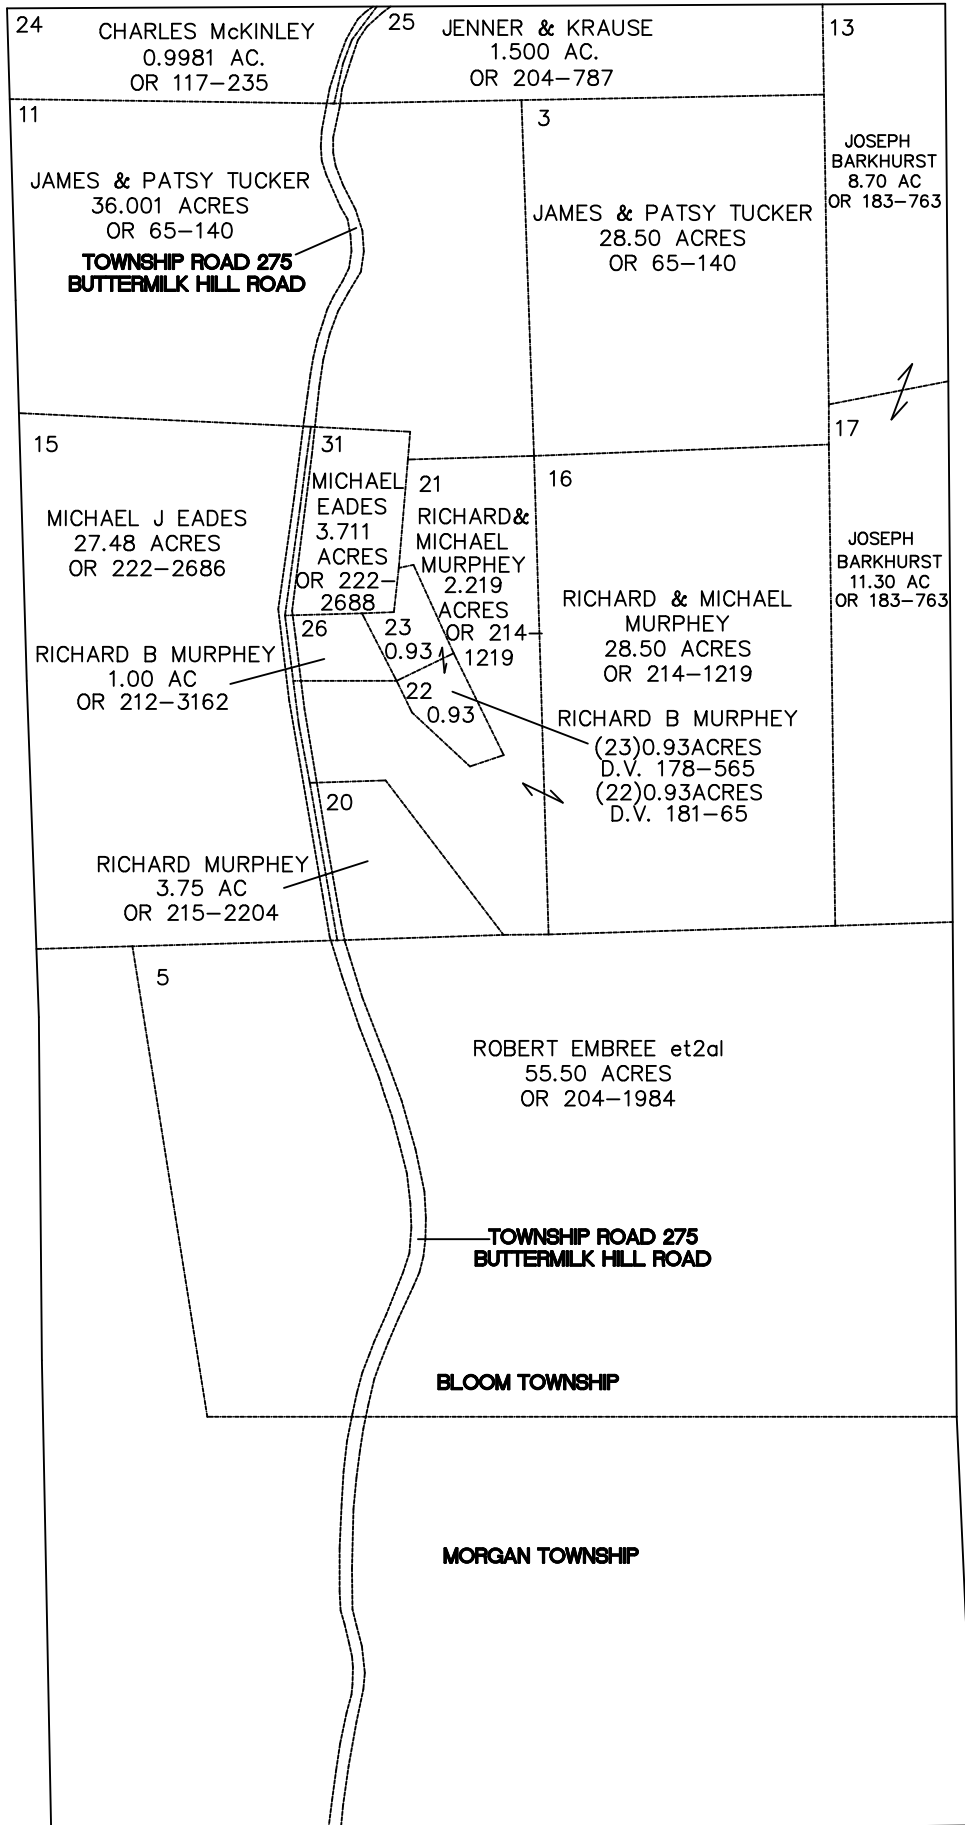 24
CHARLES McKINLEY
0.9981 AC.
OR 117-235
25
JENNER & KRAUSE
1.500 AC.
OR 204-787
13
JOSEPH
BARKHURST
8.70 AC
OR 183-763
11
JAMES & PATSY TUCKER
36.001 ACRES
OR 65-140
TOWNSHIP ROAD 275
BUTTERMILK HILL ROAD
3
JAMES & PATSY TUCKER
28.50 ACRES
OR 65-140
15
MICHAEL J EADES
27.48 ACRES
OR 222-2686
31
MICHAEL
EADES
3.711
ACRES
OR 222-
2688
21
RICHARD&
MICHAEL
MURPHEY
2.219
ACRES
OR 214-
1219
16
RICHARD & MICHAEL
MURPHEY
28.50 ACRES
OR 214-1219
17
JOSEPH
BARKHURST
11.30 AC
OR 183-763
26
RICHARD B MURPHEY
1.00 AC
OR 212-3162
23
0.93
22
0.93
RICHARD B MURPHEY
(23)0.93ACRES
D.V. 178-565
(22)0.93ACRES
D.V. 181-65
20
RICHARD MURPHEY
3.75 AC
OR 215-2204
5
ROBERT EMBREE et2al
55.50 ACRES
OR 204-1984
TOWNSHIP ROAD 275
BUTTERMILK HILL ROAD
BLOOM TOWNSHIP
MORGAN TOWNSHIP